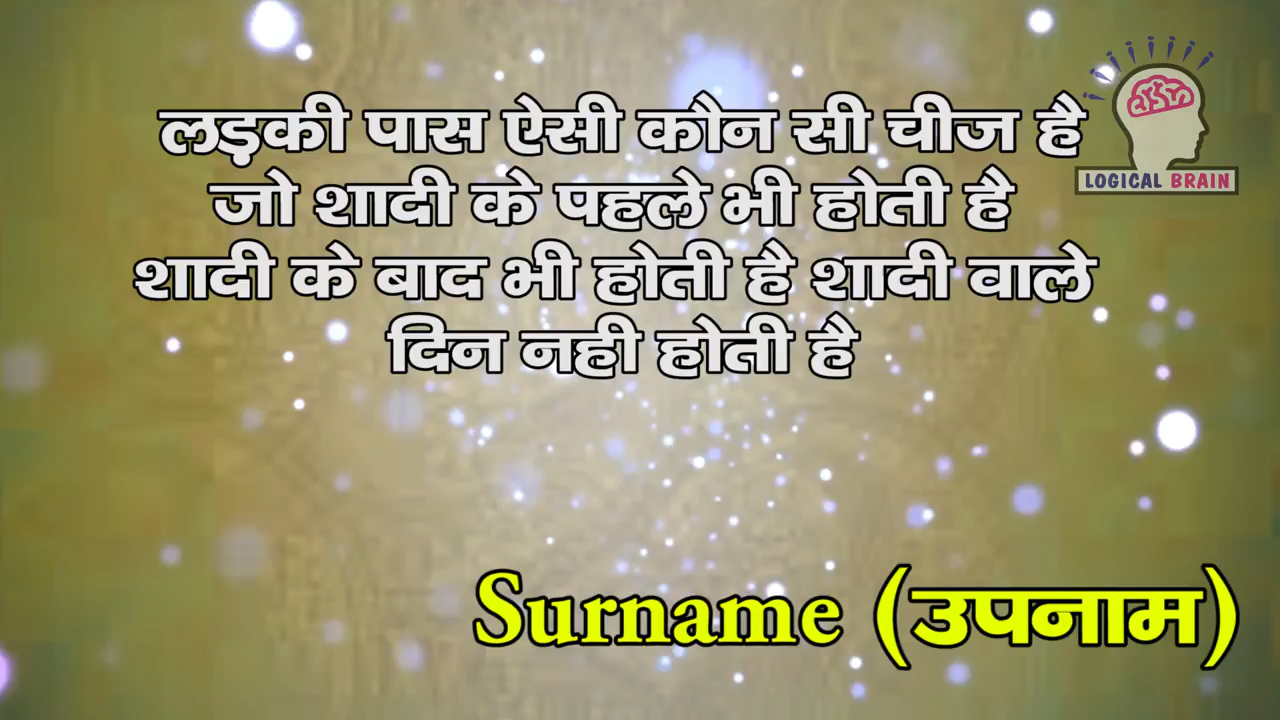 लड़की पास ऐसी कौन सी चीज है
जो शादी के पहले भी होती है
शादी के बाद भी होती है शादी वाले
दिन नही होती है
LOGICAL BRAIN
Surname (उपनाम)